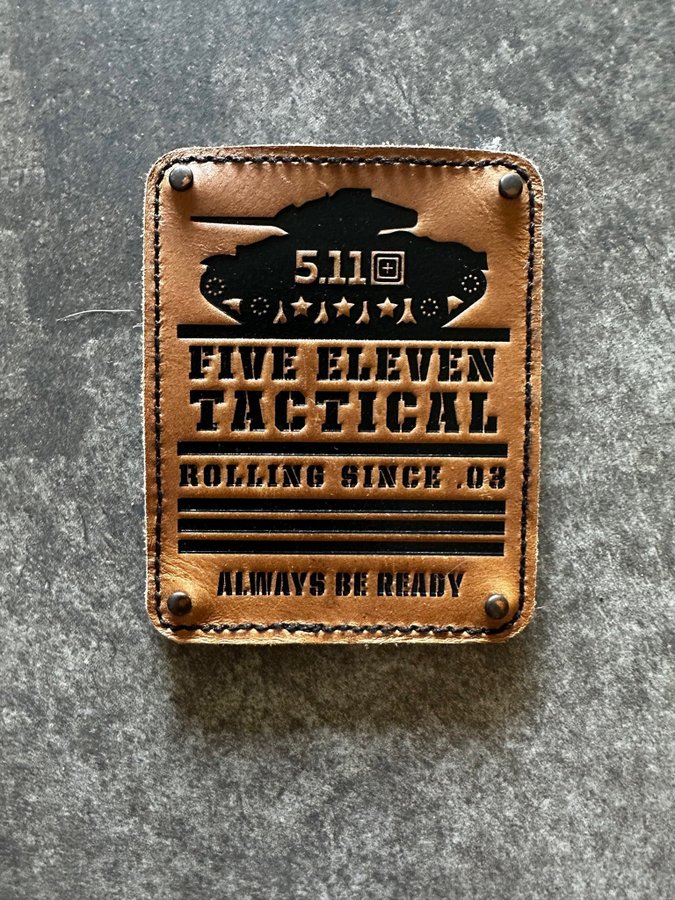 5.11
FIVE ELEVEN
TACTICAL
ROLLING SINCE .03
ALWAYS BE READY